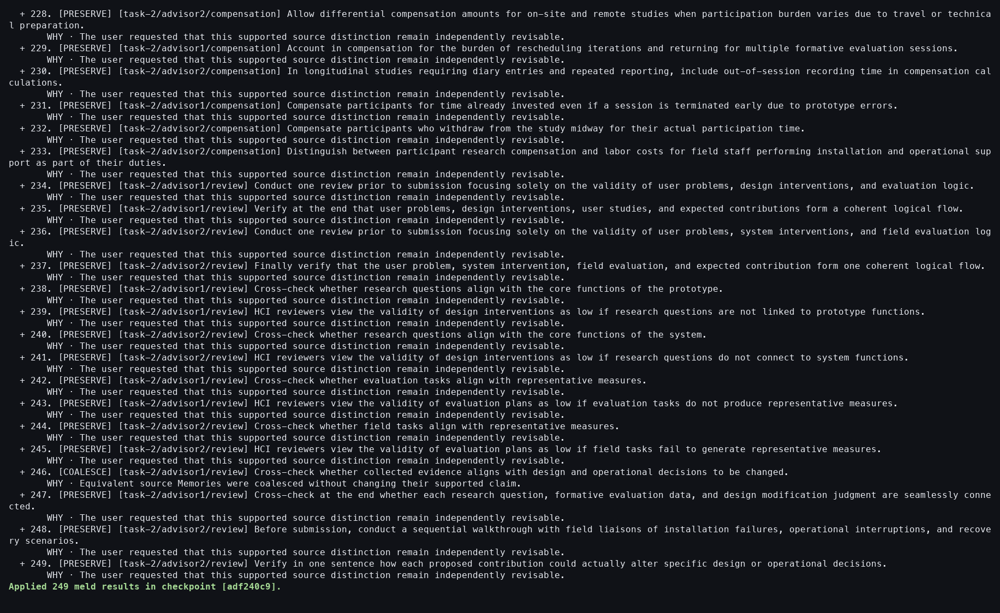 + 228. [PRESERVE] [task-2/advisor2/compensation] Allow differential compensation amounts for on-site and remote studies when participation burden varies due to travel or technica
l preparation.
WHY · The user requested that this supported source distinction remain independently revisable.
+ 229. [PRESERVE] [task-2/advisor1/compensation] Account in compensation for the burden of rescheduling iterations and returning for multiple formative evaluation sessions.
WHY · The user requested that this supported source distinction remain independently revisable.
+ 230. [PRESERVE] [task-2/advisor2/compensation] In longitudinal studies requiring diary entries and repeated reporting, include out-of-session recording time in compensation cal
culations.
WHY · The user requested that this supported source distinction remain independently revisable.
+ 231. [PRESERVE] [task-2/advisor1/compensation] Compensate participants for time already invested even if a session is terminated early due to prototype errors.
WHY · The user requested that this supported source distinction remain independently revisable.
+ 232. [PRESERVE] [task-2/advisor2/compensation] Compensate participants who withdraw from the study midway for their actual participation time.
WHY · The user requested that this supported source distinction remain independently revisable.
+ 233. [PRESERVE] [task-2/advisor2/compensation] Distinguish between participant research compensation and labor costs for field staff performing installation and operational sup
port as part of their duties.
WHY · The user requested that this supported source distinction remain independently revisable.
+ 234. [PRESERVE] [task-2/advisor1/review] Conduct one review prior to submission focusing solely on the validity of user problems, design interventions, and evaluation logic.
WHY · The user requested that this supported source distinction remain independently revisable.
+ 235. [PRESERVE] [task-2/advisor1/review] Verify at the end that user problems, design interventions, user studies, and expected contributions form a coherent logical flow.
WHY · The user requested that this supported source distinction remain independently revisable.
+ 236. [PRESERVE] [task-2/advisor2/review] Conduct one review prior to submission focusing solely on the validity of user problems, system interventions, and field evaluation log
ic.
WHY · The user requested that this supported source distinction remain independently revisable.
+ 237. [PRESERVE] [task-2/advisor2/review] Finally verify that the user problem, system intervention, field evaluation, and expected contribution form one coherent logical flow.
WHY · The user requested that this supported source distinction remain independently revisable.
+ 238. [PRESERVE] [task-2/advisor1/review] Cross-check whether research questions align with the core functions of the prototype.
WHY · The user requested that this supported source distinction remain independently revisable.
+ 239. [PRESERVE] [task-2/advisor1/review] HCI reviewers view the validity of design interventions as low if research questions are not linked to prototype functions.
WHY · The user requested that this supported source distinction remain independently revisable.
+ 240. [PRESERVE] [task-2/advisor2/review] Cross-check whether research questions align with the core functions of the system.
WHY · The user requested that this supported source distinction remain independently revisable.
+ 241. [PRESERVE] [task-2/advisor2/review] HCI reviewers view the validity of design interventions as low if research questions do not connect to system functions.
WHY · The user requested that this supported source distinction remain independently revisable.
+ 242. [PRESERVE] [task-2/advisor1/review] Cross-check whether evaluation tasks align with representative measures.
WHY · The user requested that this supported source distinction remain independently revisable.
+ 243. [PRESERVE] [task-2/advisor1/review] HCI reviewers view the validity of evaluation plans as low if evaluation tasks do not produce representative measures.
WHY · The user requested that this supported source distinction remain independently revisable.
+ 244. [PRESERVE] [task-2/advisor2/review] Cross-check whether field tasks align with representative measures.
WHY · The user requested that this supported source distinction remain independently revisable.
+ 245. [PRESERVE] [task-2/advisor2/review] HCI reviewers view the validity of evaluation plans as low if field tasks fail to generate representative measures.
WHY · The user requested that this supported source distinction remain independently revisable.
+ 246. [COALESCE] [task-2/advisor1/review] Cross-check whether collected evidence aligns with design and operational decisions to be changed.
WHY · Equivalent source Memories were coalesced without changing their supported claim.
+ 247. [PRESERVE] [task-2/advisor1/review] Cross-check at the end whether each research question, formative evaluation data, and design modification judgment are seamlessly conne
cted.
WHY · The user requested that this supported source distinction remain independently revisable.
+ 248. [PRESERVE] [task-2/advisor2/review] Before submission, conduct a sequential walkthrough with field liaisons of installation failures, operational interruptions, and recove
ry scenarios.
WHY · The user requested that this supported source distinction remain independently revisable.
+ 249. [PRESERVE] [task-2/advisor2/review] Verify in one sentence how each proposed contribution could actually alter specific design or operational decisions.
WHY · The user requested that this supported source distinction remain independently revisable.
Applied 249 meld results in checkpoint [adf240c9].